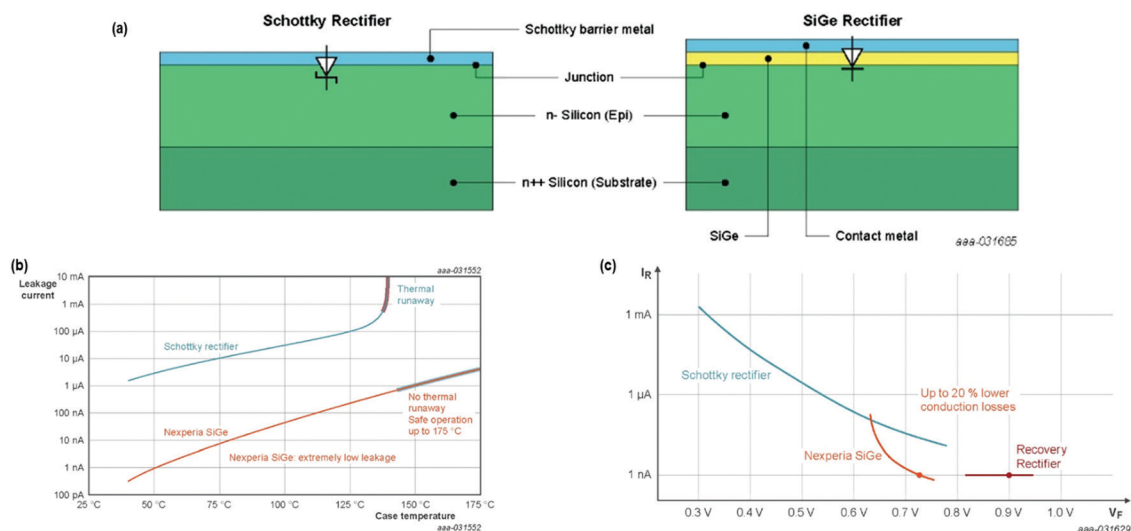 (a)
Schottky Rectifier
SiGe Rectifier
Schottky barrier metal
Junction
n- Silicon (Epi)
n++ Silicon (Substrate)
SiGe
Contact metal
aaa-031685
(b)
aaa-031552
Leakage
current
10 mA
1 mA
100 µA
10 µA
1 µA
100 nA
10 nA
1 nA
100 pA
Thermal
runaway
Schottky rectifier
No thermal
runaway
Safe operation
up to 175 °C
Nexperia SiGe
Nexperia SiGe: extremely low leakage
25 °C
50 °C
75 °C
100 °C
125 °C
150 °C
175 °C
Case temperature
aaa-031552
(c)
IR
1 mA
1 µA
1 nA
Schottky rectifier
Up to 20 % lower
conduction losses
Nexperia SiGe
Recovery
Rectifier
0.3 V
0.4 V
0.5 V
0.6 V
0.7 V
0.8 V
0.9 V
1.0 V
VF
aaa-031629